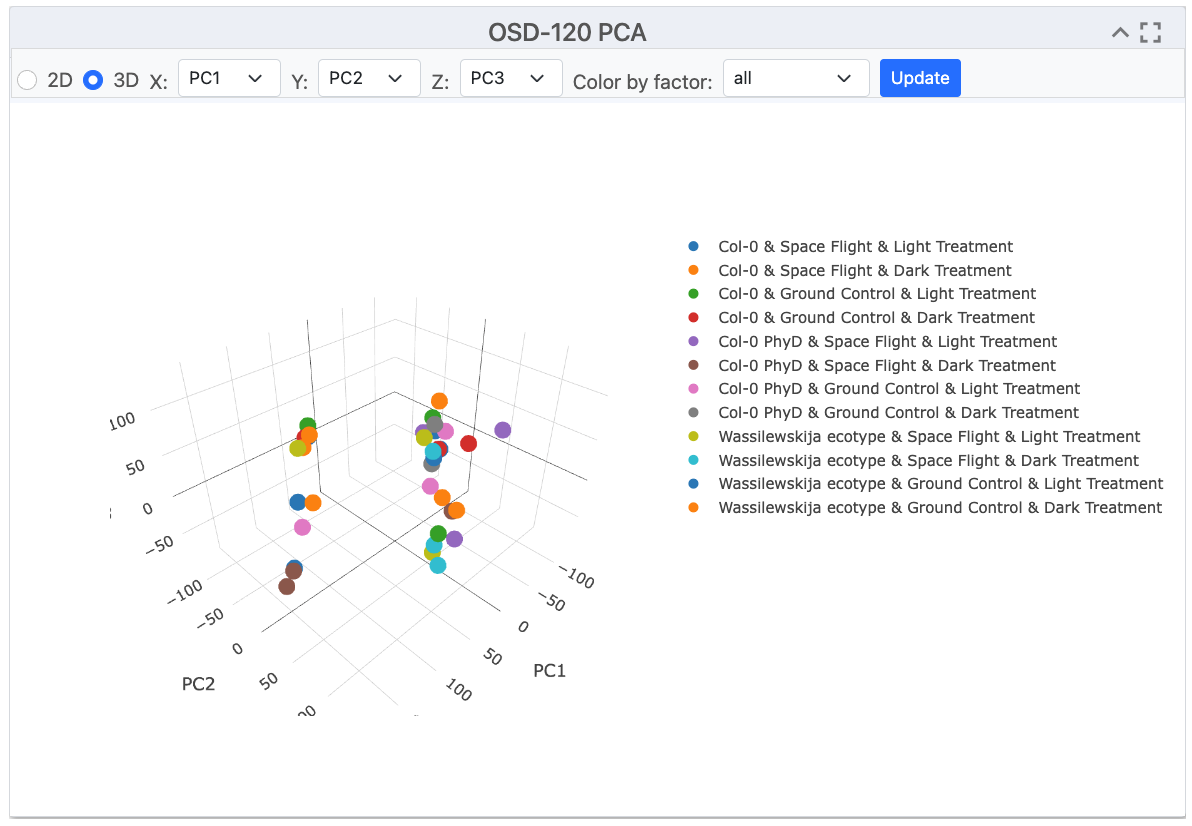 OSD-120 PCA
2D 3D X: PC1 Y: PC2 Z: PC3 Color by factor: all Update
Col-0 & Space Flight & Light Treatment
Col-0 & Space Flight & Dark Treatment
Col-0 & Ground Control & Light Treatment
Col-0 & Ground Control & Dark Treatment
Col-0 PhyD & Space Flight & Light Treatment
Col-0 PhyD & Space Flight & Dark Treatment
Col-0 PhyD & Ground Control & Light Treatment
Col-0 PhyD & Ground Control & Dark Treatment
Wassilewskija ecotype & Space Flight & Light Treatment
Wassilewskija ecotype & Space Flight & Dark Treatment
Wassilewskija ecotype & Ground Control & Light Treatment
Wassilewskija ecotype & Ground Control & Dark Treatment
100
50
0
−50
−100
−50
0
50
PC2
−100
−50
0
50
100
PC1